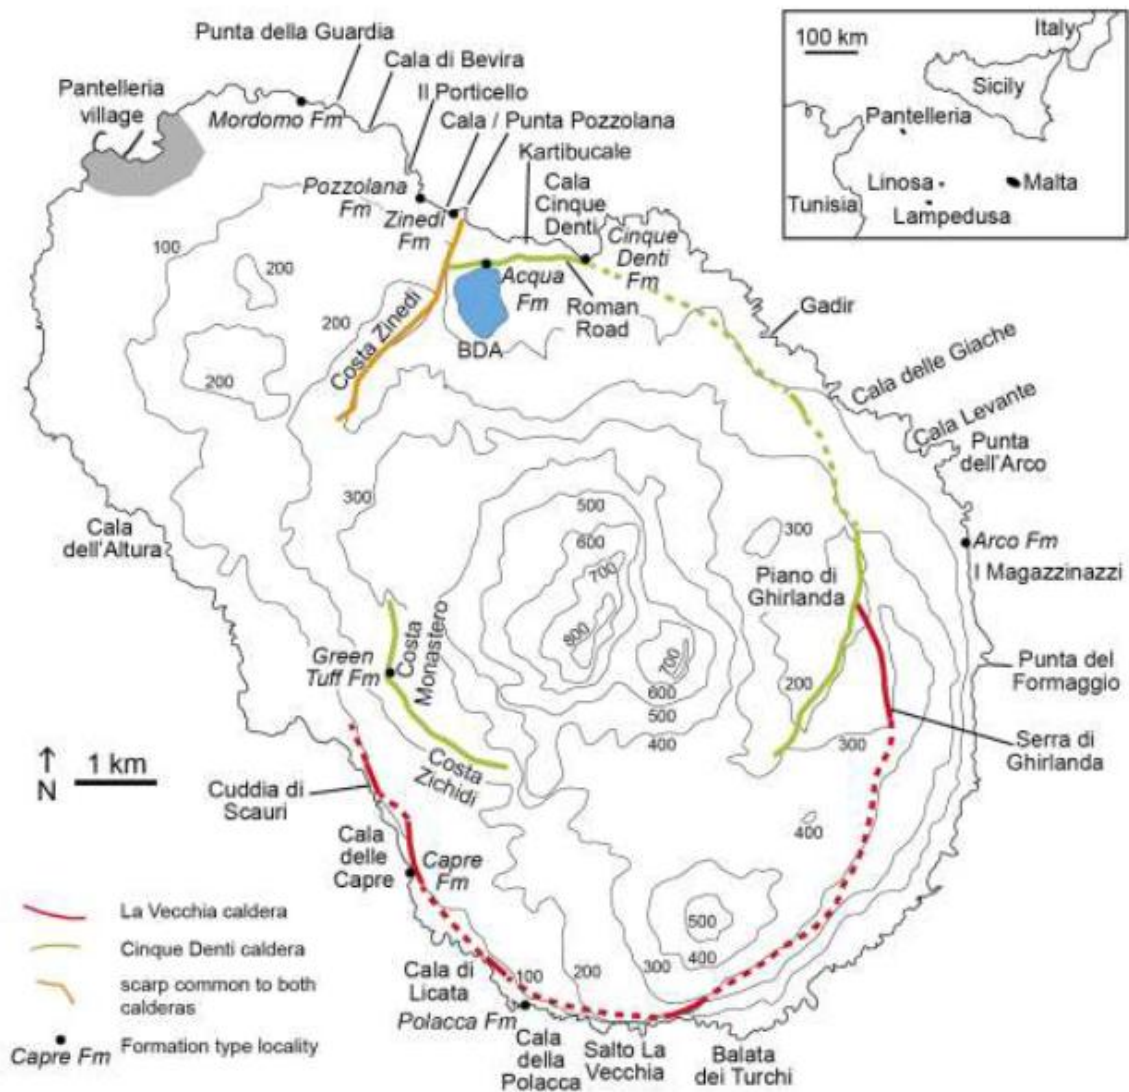 Punta della Guardia
Cala di Bevira
Il Porticello
Pantelleria
village
Mordomo Fm
Cala / Punta Pozzolana
Kartibucale
Pozzolana
Fm
Zinedi
Fm
Cala
Cinque
Denti
Cinque
Denti
Fm
100 km
Italy
Sicily
Pantelleria
Linosa
Malta
Tunisia
Lampedusa
100
200
200
200
Costa Zinedi
Acqua
Fm
Roman
Road
BDA
Gadir
Cala delle Giache
Cala Levante
Punta
dell'Arco
300
500
600
700
800
700
600
500
400
300
Cala
dell'Altura
Arco Fm
I Magazzinazzi
Piano di
Ghirlanda
Costa
Monastero
Green
Tuff Fm
200
Punta del
Formaggio
300
Serra di
Ghirlanda
N
1 km
Costa
Zichidi
Cuddia di
Scauri
400
Cala
delle
Capre
Capre
Fm
500
400
300
200
100
Cala di
Licata
Polacca Fm
Cala
della
Polacca
Salto La
Vecchia
Balata
dei Turchi
La Vecchia caldera
Cinque Denti caldera
scarp common to both
calderas
Capre Fm
Formation type locality